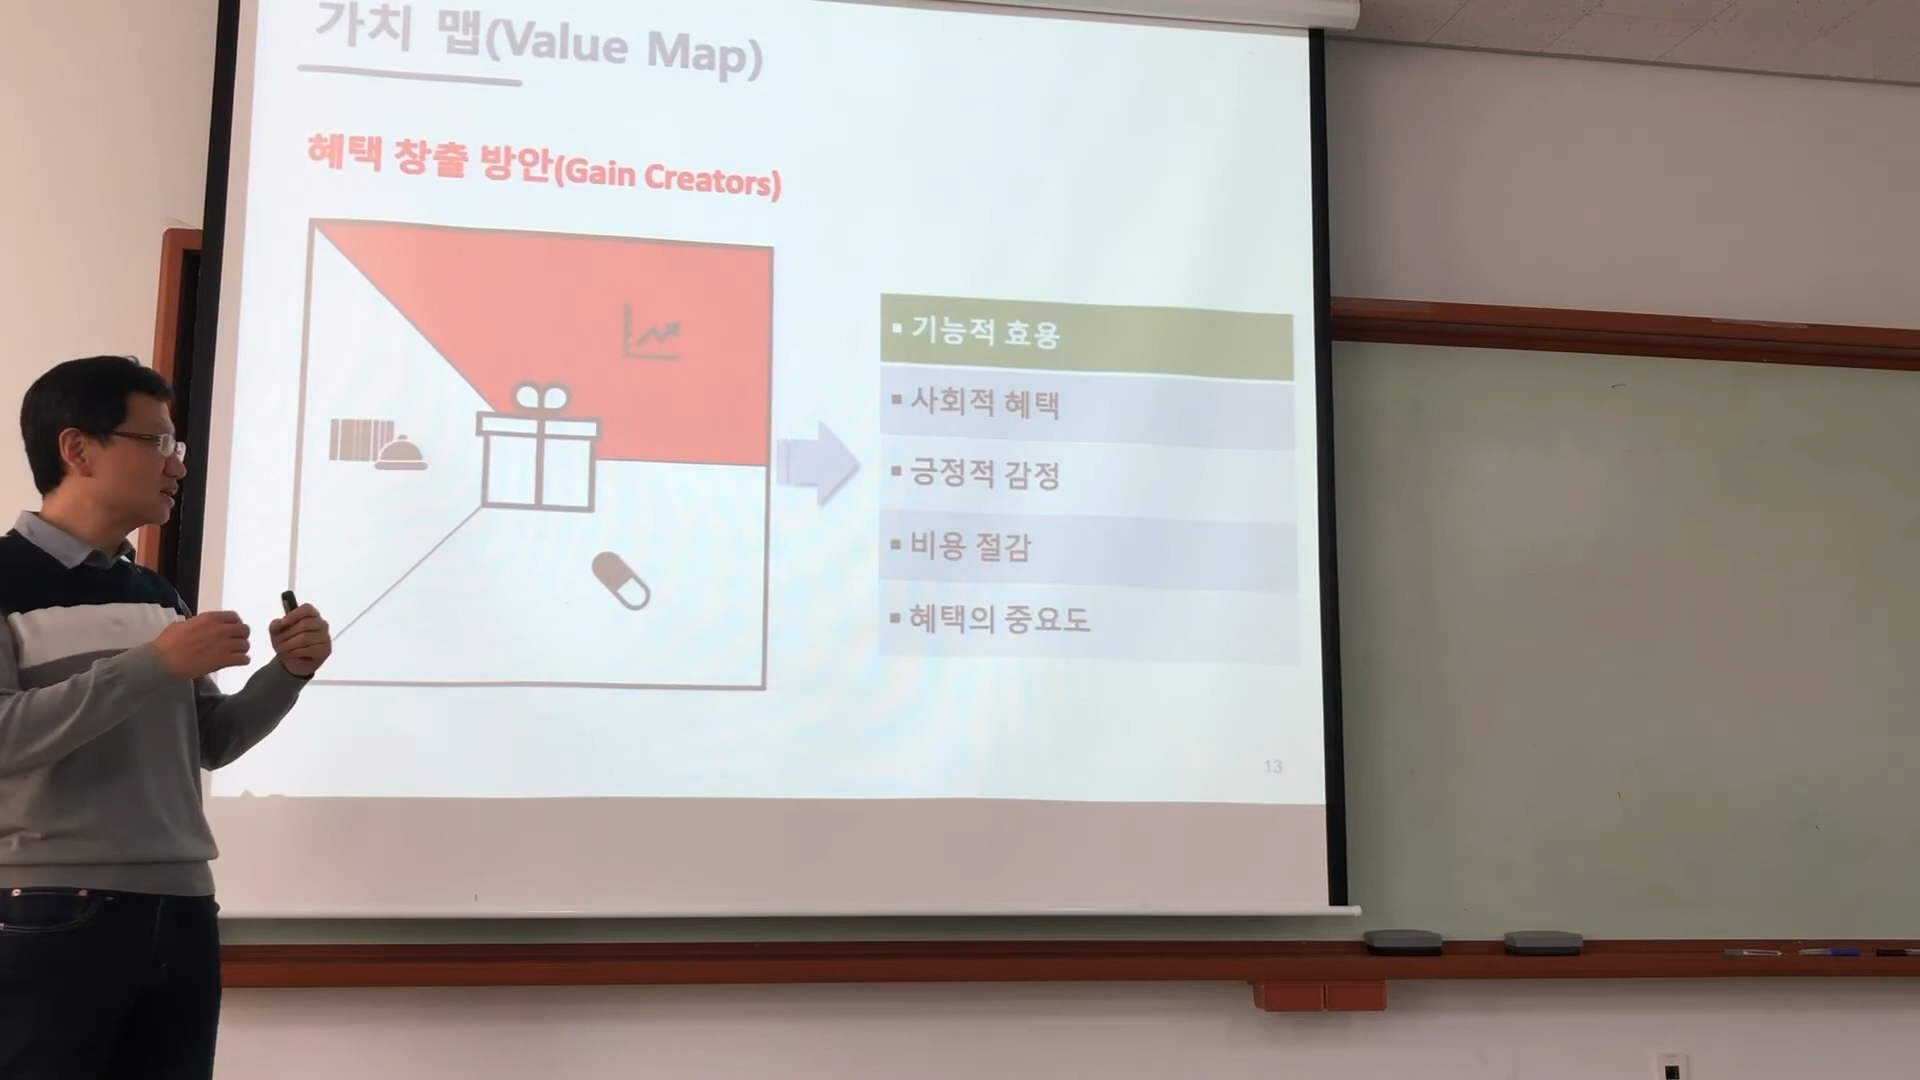 가치 맵(Value Map)
혜택 창출 방안(Gain Creators)
▪ 기능적 효용
▪ 사회적 혜택
▪ 긍정적 감정
▪ 비용 절감
▪ 혜택의 중요도
13